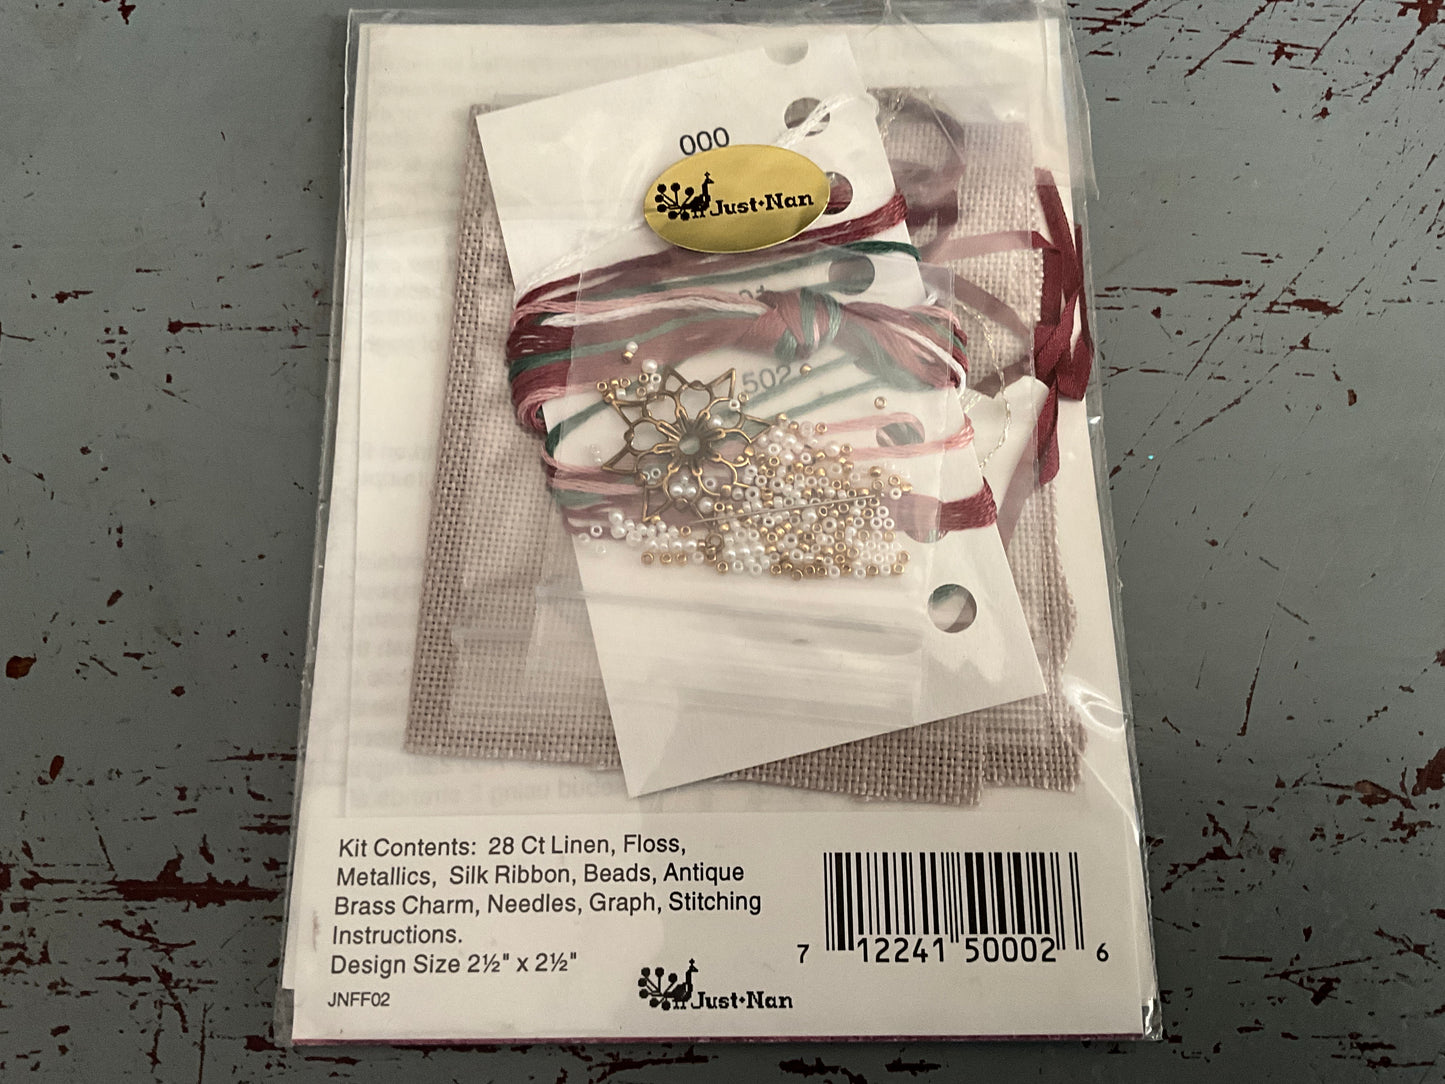 000
Just+Nan
502
Kit Contents: 28 Ct Linen, Floss,
Metallics, Silk Ribbon, Beads, Antique
Brass Charm, Needles, Graph, Stitching
Instructions.
Design Size 2½" x 2½"
JNFF02
Just+Nan
7 12241 50002 6